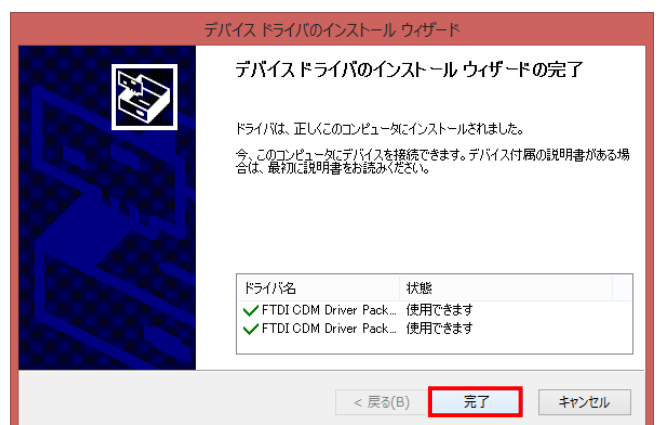 デバイス ドライバのインストール ウィザード
デバイス ドライバのインストール ウィザードの完了
ドライバは、正しくこのコンピュータにインストールされました。
今、このコンピュータにデバイスを接続できます。デバイス付属の説明書がある場
合は、最初に説明書をお読みください。
ドライバ名 状態
FTDI CDM Driver Pack... 使用できます
FTDI CDM Driver Pack... 使用できます
< 戻る(B) 完了 キャンセル